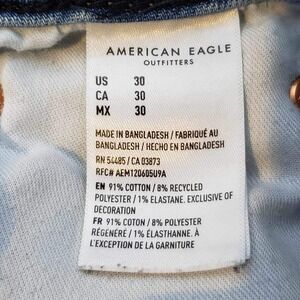 AMERICAN EAGLE
OUTFITTERS
US 30
CA 30
MX 30
MADE IN BANGLADESH / FABRIQUÉ AU
BANGLADESH / HECHO EN BANGLADESH
RN 54485 / CA 03873
RFC# AEM12060509A
EN 91% COTTON / 8% RECYCLED
POLYESTER / 1% ELASTANE. EXCLUSIVE OF
DECORATION
FR 91% COTON / 8% POLYESTER
RÉGÉNÉRÉ / 1% ÉLASTHANNE. À
L'EXCEPTION DE LA GARNITURE